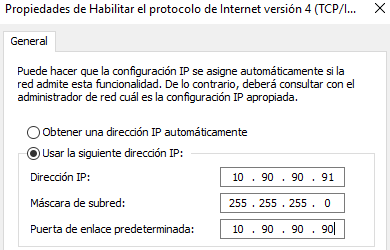 Propiedades de Habilitar el protocolo de Internet versión 4 (TCP/I...
General
Puede hacer que la configuración IP se asigne automáticamente si la
red admite esta funcionalidad. De lo contrario, deberá consultar con el
administrador de red cuál es la configuración IP apropiada.
Obtener una dirección IP automáticamente
Usar la siguiente dirección IP:
Dirección IP: 10 . 90 . 90 . 91
Máscara de subred: 255 . 255 . 255 . 0
Puerta de enlace predeterminada: 10 . 90 . 90 . 90